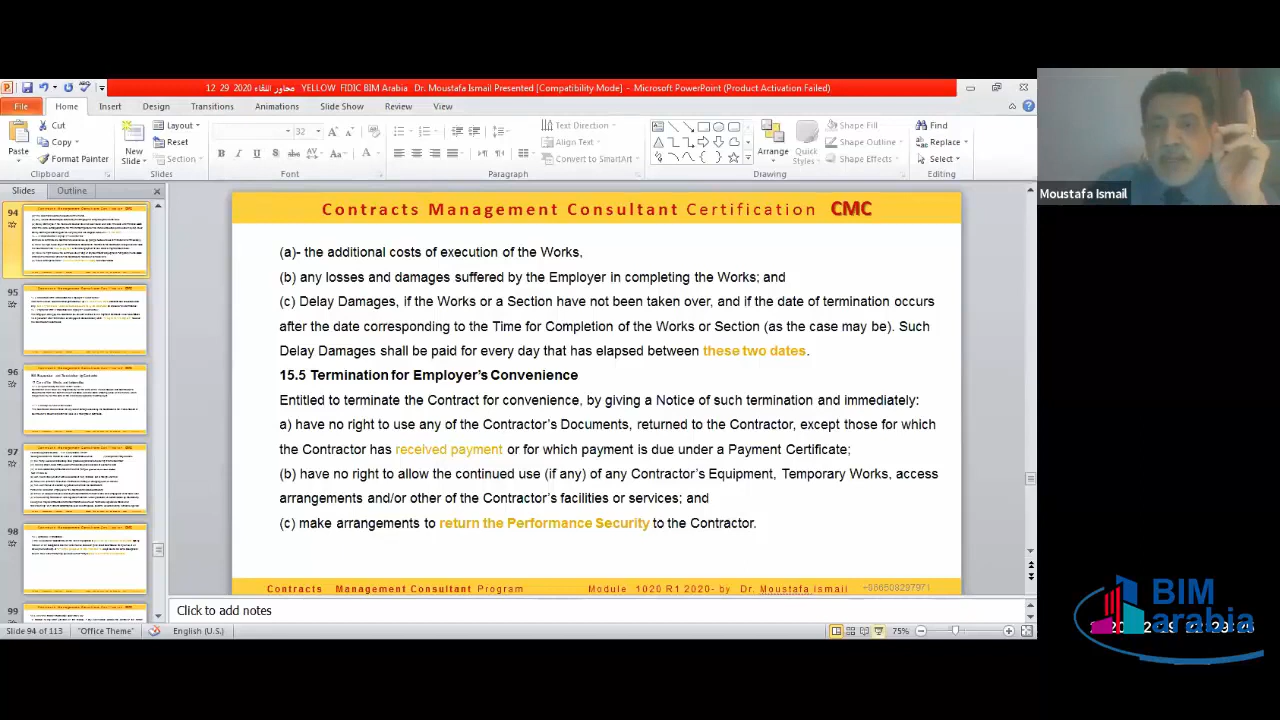 محاور اللقاء 2020 29 12 YELLOW FIDIC BIM Arabia Dr. Moustafa Ismail Presented [Compatibility Mode] - Microsoft PowerPoint (Product Activation Failed)
File Home Insert Design Transitions Animations Slide Show Review View
Paste Cut Copy Format Painter Clipboard
New Slide Layout Reset Section Slides
32 Font
Text Direction Align Text Convert to SmartArt Paragraph
Arrange Quick Styles Shape Fill Shape Outline Shape Effects Drawing
Find Replace Select Editing
Moustafa Ismail
Slides Outline
94
95
96
97
98
99
Contracts Management Consultant Certification CMC
(a)- the additional costs of execution of the Works,
(b) any losses and damages suffered by the Employer in completing the Works; and
(c) Delay Damages, if the Works or a Section have not been taken over, and if the date of termination occurs
after the date corresponding to the Time for Completion of the Works or Section (as the case may be). Such
Delay Damages shall be paid for every day that has elapsed between these two dates.
15.5 Termination for Employer's Convenience
Entitled to terminate the Contract for convenience, by giving a Notice of such termination and immediately:
a) have no right to use any of the Contractor's Documents, returned to the Contractor, except those for which
the Contractor has received payment or for which payment is due under a Payment Certificate;
(b) have no right to allow the continued use (if any) of any Contractor's Equipment, Temporary Works, access
arrangements and/or other of the Contractor's facilities or services; and
(c) make arrangements to return the Performance Security to the Contractor.
Contracts Management Consultant Program Module 1020 R1 2020- by Dr. Moustafa ismail +966508297971
Click to add notes
Slide 94 of 113 "Office Theme" English (U.S.) 75%
BIM
arabia